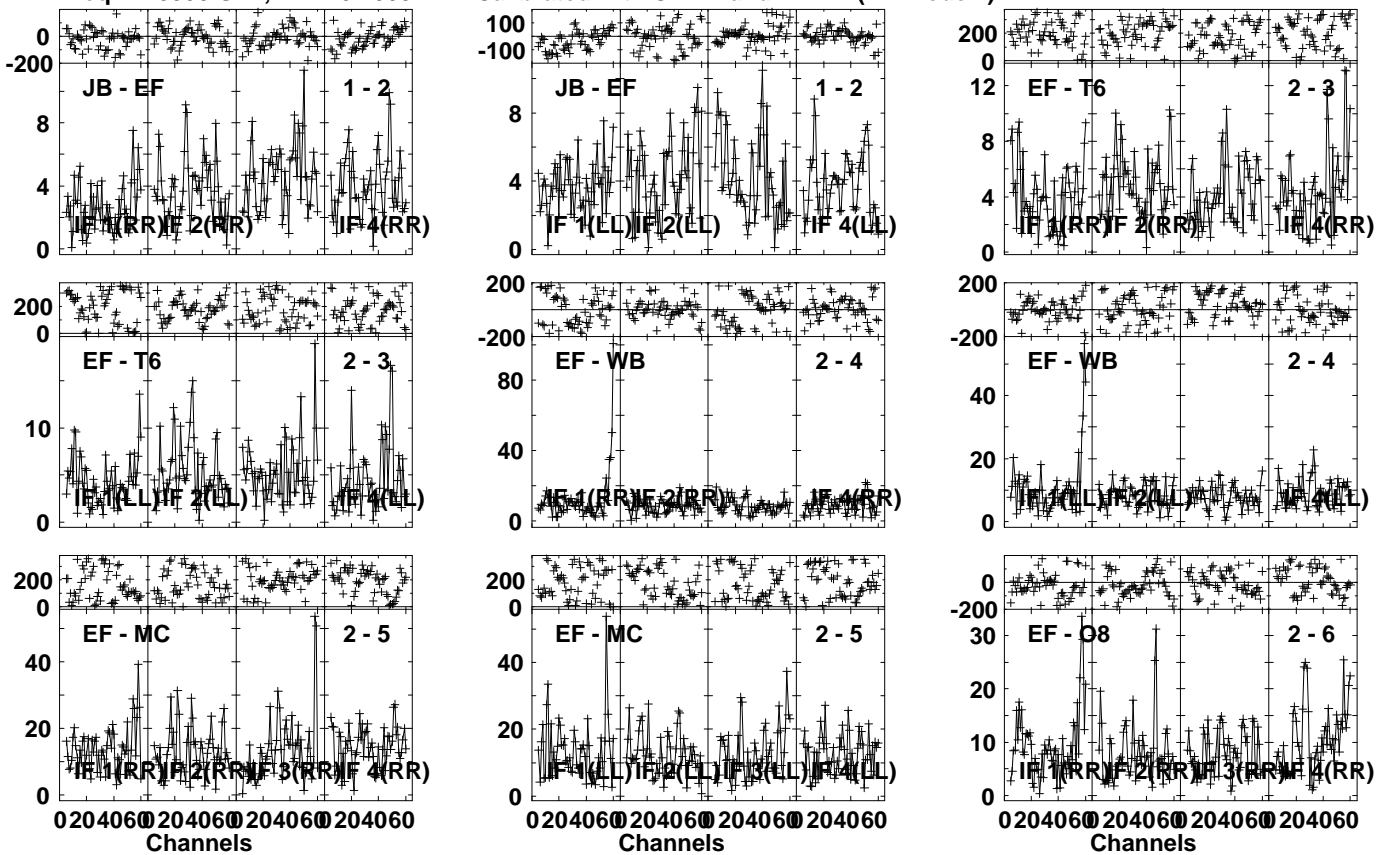 0
-200
JB - EF
1 - 2
8
4
0
IF 1(RR)
IF 2(RR)
IF 4(RR)
100
-100
JB - EF
1 - 2
8
4
0
IF 1(LL)
IF 2(LL)
IF 4(LL)
200
0
EF - T6
2 - 3
12
8
4
0
IF 1(RR)
IF 2(RR)
IF 4(RR)
200
0
EF - T6
2 - 3
10
0
IF 1(LL)
IF 2(LL)
IF 4(LL)
200
-200
EF - WB
2 - 4
80
40
0
IF 1(RR)
IF 2(RR)
IF 4(RR)
200
-200
EF - WB
2 - 4
40
20
0
IF 1(LL)
IF 2(LL)
IF 4(LL)
200
0
EF - MC
2 - 5
40
20
0
IF 1(RR)
IF 2(RR)
IF 3(RR)
IF 4(RR)
0 20 40 60 0 20 40 60 0 20 40 60 0 20 40 60
Channels
200
0
EF - MC
2 - 5
40
20
0
IF 1(LL)
IF 2(LL)
IF 3(LL)
IF 4(LL)
0 20 40 60 0 20 40 60 0 20 40 60 0 20 40 60
Channels
0
-200
EF - O8
2 - 6
30
20
10
0
IF 1(RR)
IF 2(RR)
IF 3(RR)
IF 4(RR)
0 20 40 60 0 20 40 60 0 20 40 60 0 20 40 60
Channels